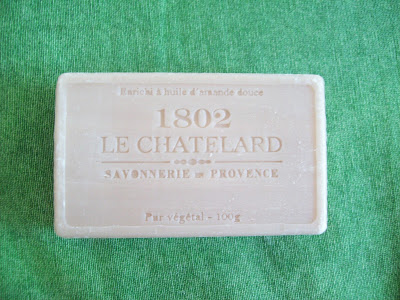 Enrichi à huile d'amande douce
1802
LE CHATELARD
SAVONNERIE DE PROVENCE
Pur végétal - 100g